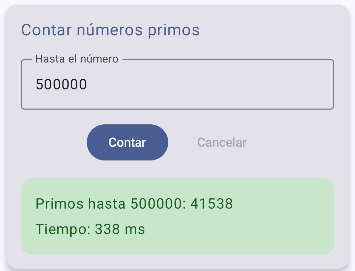 Contar números primos
Hasta el número
500000
Contar
Cancelar
Primos hasta 500000: 41538
Tiempo: 338 ms